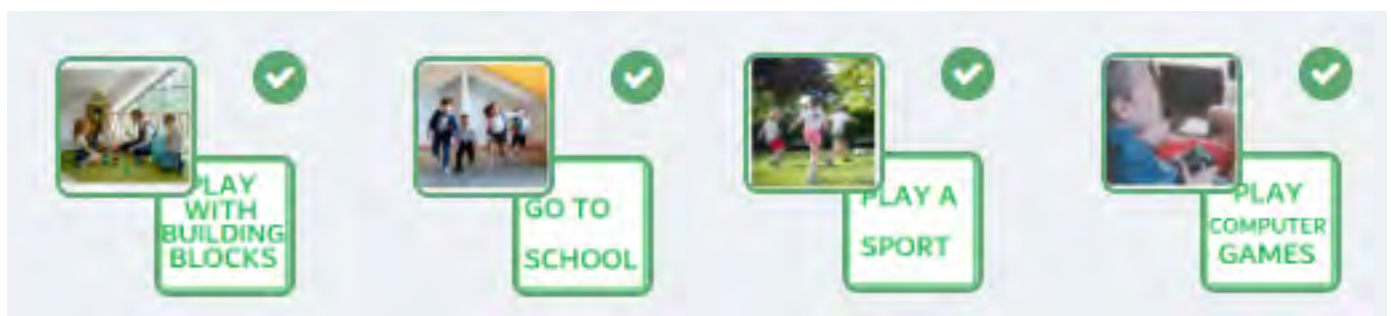 PLAY
WITH
BUILDING
BLOCKS
GO TO
SCHOOL
PLAY A
SPORT
PLAY
COMPUTER
GAMES